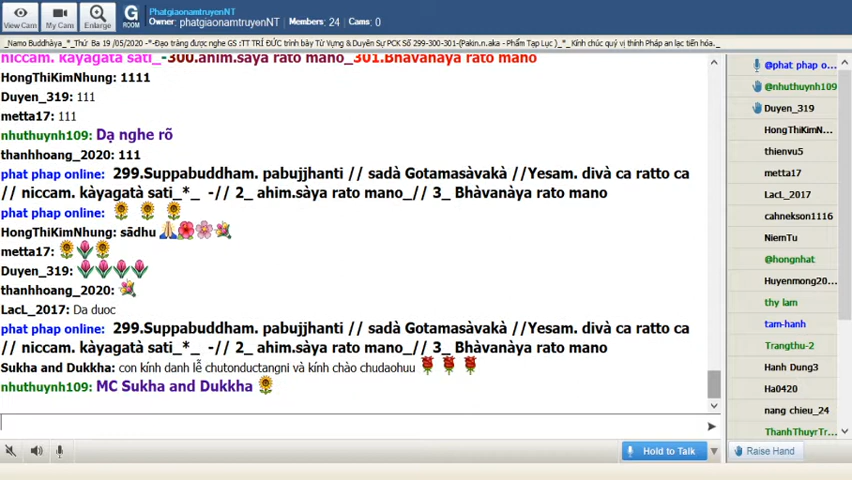 View Cam
My Cam
Enlarge
G
ROOM
PhatgiaonamtruyenNT
Owner: phatgiaonamtruyenNT | Members: 24 | Cams: 0
_Namo Buddhàya_*_Thứ Ba 19 /05/2020 -*-Đạo tràng được nghe GS :TT TRÍ ĐỨC trình bày Từ Vựng & Duyên Sự PCK Số 299-300-301-(Pakin.n.aka - Phẩm Tạp Lục )_*_ Kính chúc quý vị thính Pháp an lạc tiến hóa._
niccam. kàyagatà sati_-300.ahim.sàya rato mano_301.Bhàvanàya rato mano
HongThiKimNhung: 1111
Duyen_319: 111
metta17: 111
nhuthuynh109: Dạ nghe rõ
thanhhoang_2020: 111
phat phap online: 299.Suppabuddham. pabujjhanti // sadà Gotamasàvakà //Yesam. divà ca ratto ca
// niccam. kàyagatà sati_*_ -// 2_ ahim.sàya rato mano_// 3_ Bhàvanàya rato mano
phat phap online:
HongThiKimNhung: sādhu
metta17:
Duyen_319:
thanhhoang_2020:
LacL_2017: Da duoc
phat phap online: 299.Suppabuddham. pabujjhanti // sadà Gotamasàvakà //Yesam. divà ca ratto ca
// niccam. kàyagatà sati_*_ -// 2_ ahim.sàya rato mano_// 3_ Bhàvanàya rato mano
Sukha and Dukkha: con kính danh lễ chutonductangni và kính chào chudaohuu
nhuthuynh109: MC Sukha and Dukkha
Hold to Talk
@phat phap o...
@nhuthuynh109
Duyen_319
HongThiKimN...
thienvu5
metta17
LacL_2017
cahnekson1116
NiemTu
@hongnhat
Huyenmong20...
thy lam
tam-hanh
Trangthu-2
Hanh Dung3
Ha0420
nang chieu_24
ThanhThuyrTr...
Raise Hand